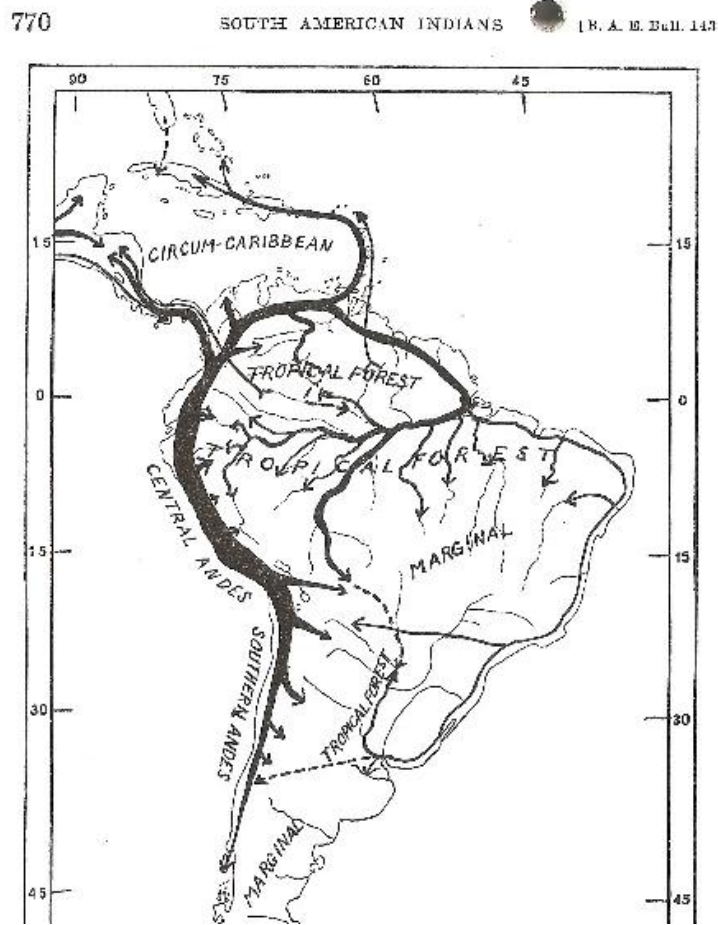 770 SOUTH AMERICAN INDIANS [B. A. E. Bull. 143
90 75 60 45
15 CIRCUM-CARIBBEAN 15
TROPICAL FOREST
0 0
TROPICAL FOREST
CENTRAL ANDES
MARGINAL
15 15
SOUTHERN ANDES
TROPICAL FOREST
30 30
MARGINAL
45 45